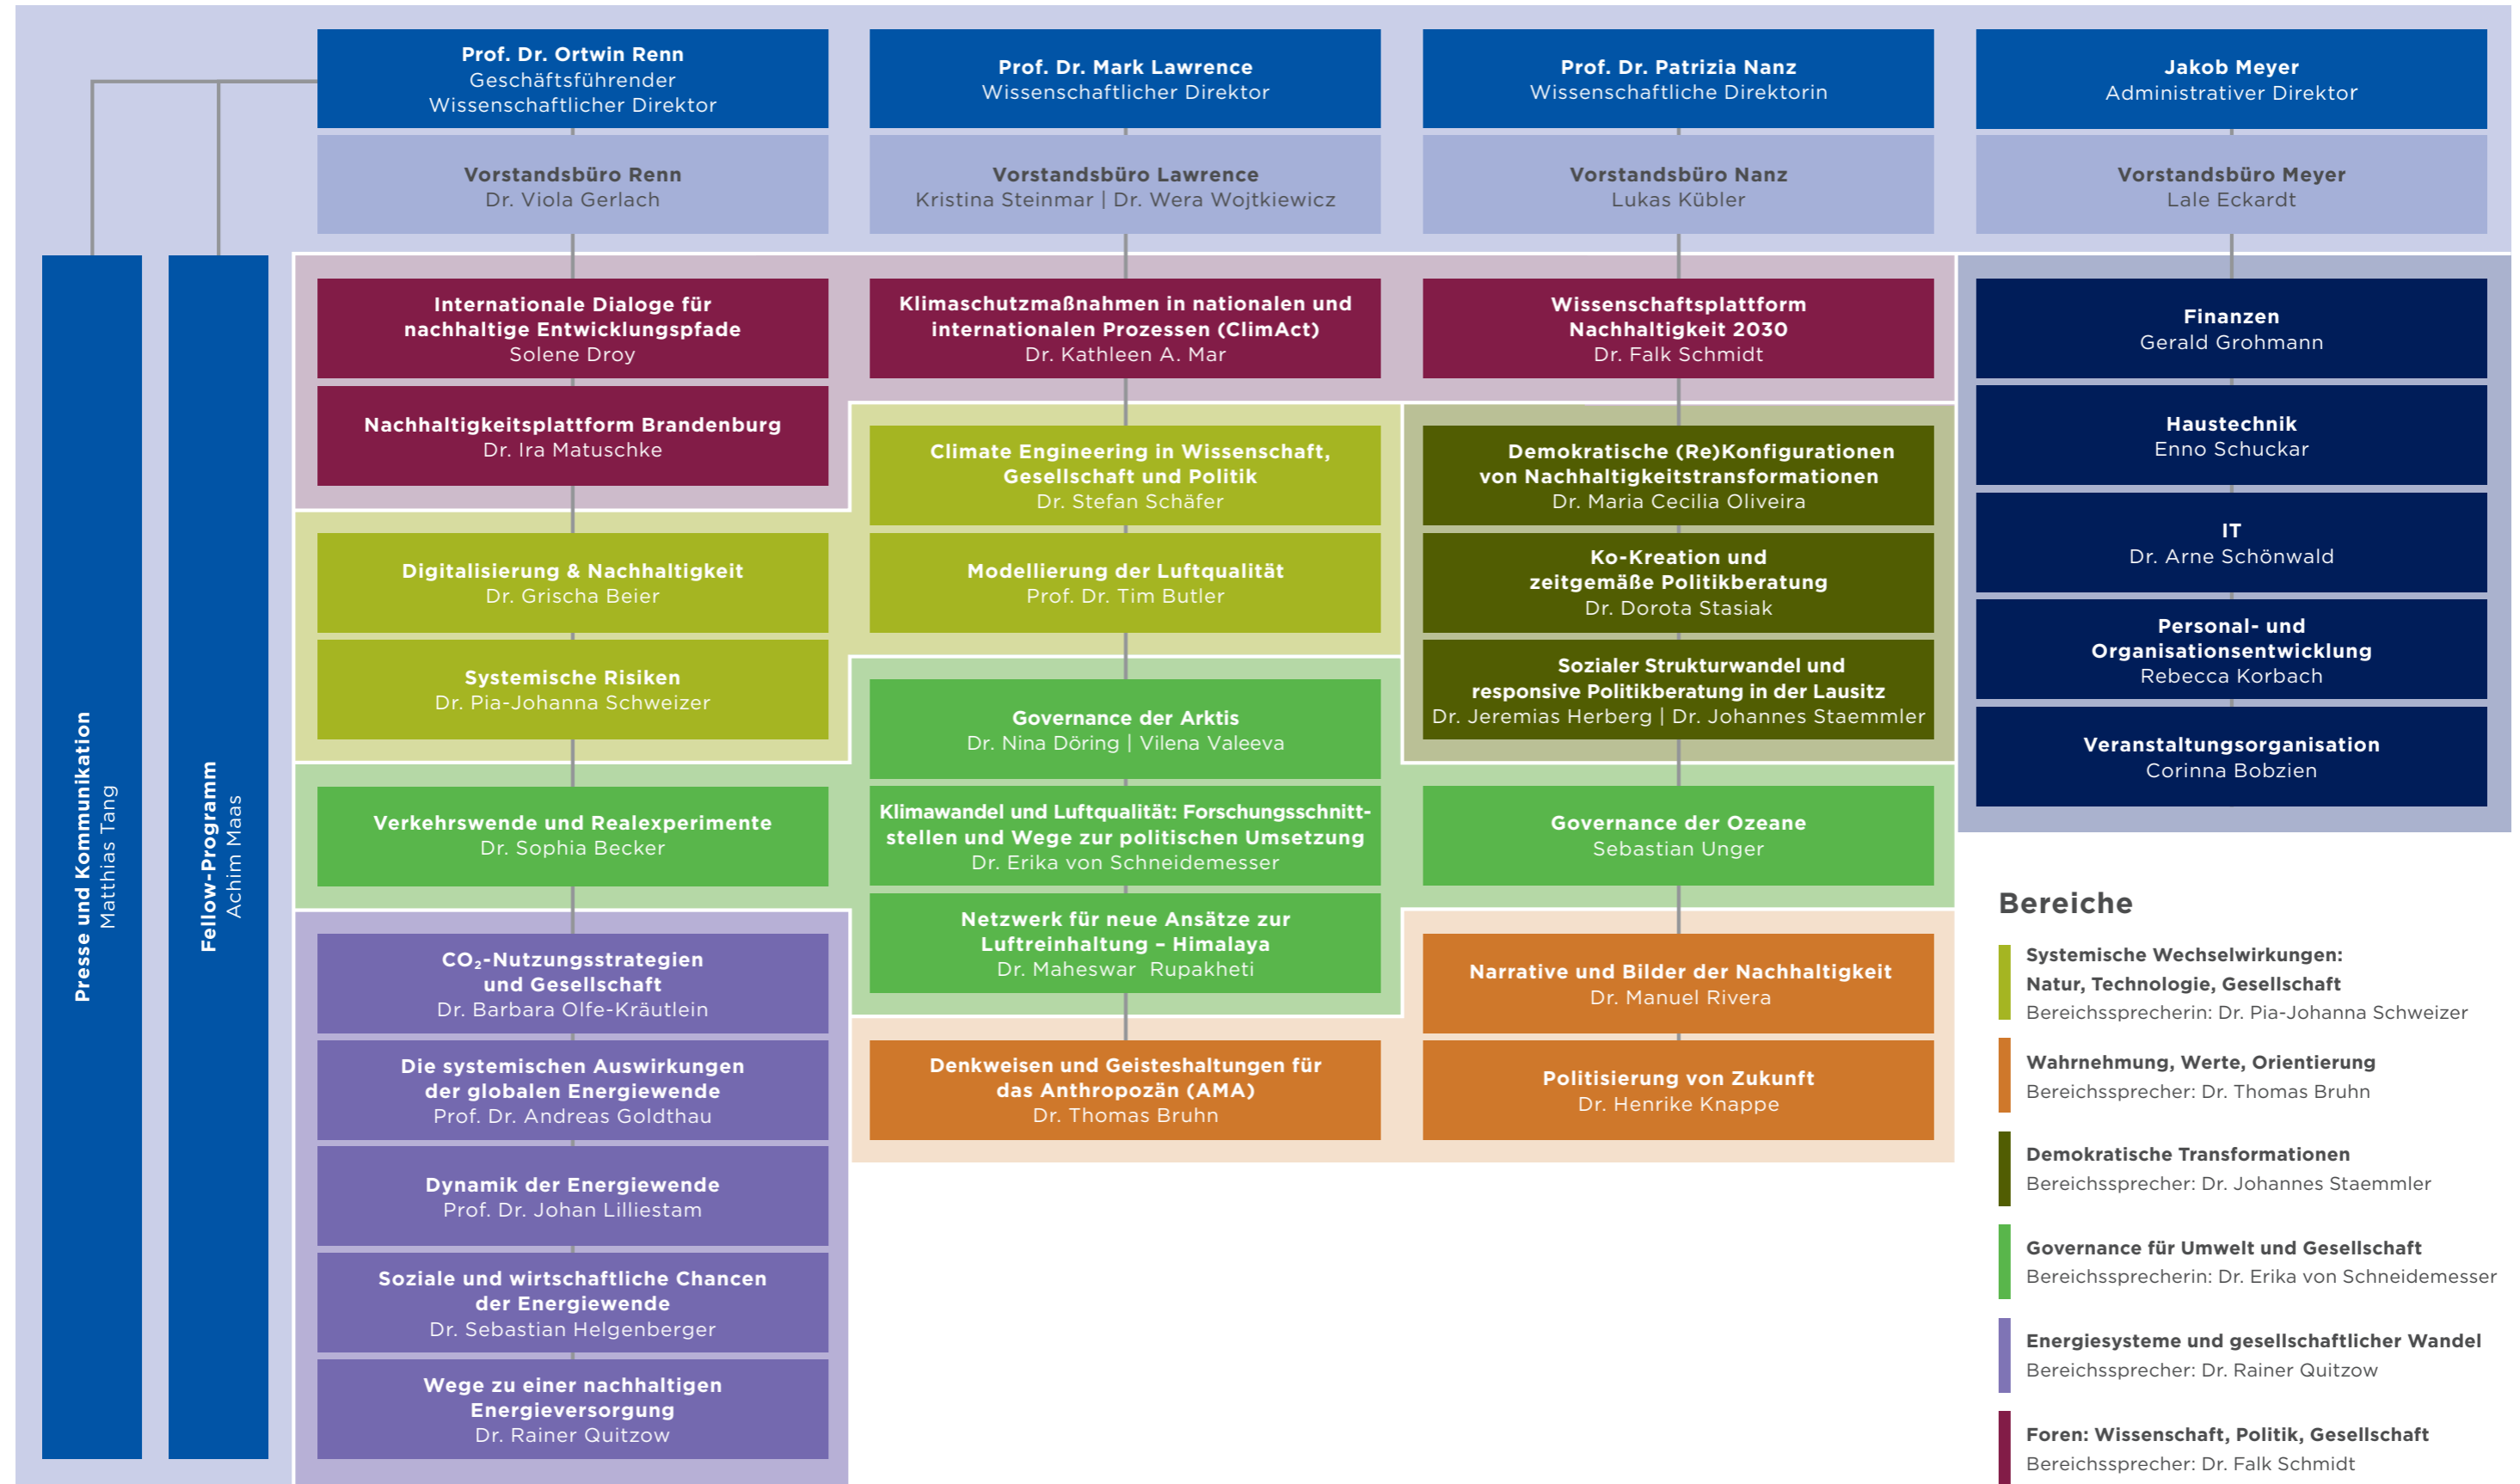 Prof. Dr. Ortwin Renn
Geschäftsführender
Wissenschaftlicher Direktor
Prof. Dr. Mark Lawrence
Wissenschaftlicher Direktor
Prof. Dr. Patrizia Nanz
Wissenschaftliche Direktorin
Jakob Meyer
Administrativer Direktor
Vorstandsbüro Renn
Dr. Viola Gerlach
Vorstandsbüro Lawrence
Kristina Steinmar | Dr. Wera Wojtkiewicz
Vorstandsbüro Nanz
Lukas Kübler
Vorstandsbüro Meyer
Lale Eckardt
Presse und Kommmunikation
Matthias Tang
Fellow-Programm
Achim Maas
Internationale Dialoge für
nachhaltige Entwicklungspfade
Solene Droy
Nachhaltigkeitsplattform Brandenburg
Dr. Ira Matuschke
Digitalisierung & Nachhaltigkeit
Dr. Grischa Beier
Systemische Risiken
Dr. Pia-Johanna Schweizer
Verkehrswende und Realexperimente
Dr. Sophia Becker
CO₂-Nutzungsstrategien
und Gesellschaft
Dr. Barbara Olfe-Kräutlein
Die systemischen Auswirkungen
der globalen Energiewende
Prof. Dr. Andreas Goldthau
Dynamik der Energiewende
Prof. Dr. Johan Lilliestam
Soziale und wirtschaftliche Chancen
der Energiewende
Dr. Sebastian Helgenberger
Wege zu einer nachhaltigen
Energieversorgung
Dr. Rainer Quitzow
Klimaschutzmaßnahmen in nationalen und
internationalen Prozessen (ClimAct)
Dr. Kathleen A. Mar
Climate Engineering in Wissenschaft,
Gesellschaft und Politik
Dr. Stefan Schäfer
Modellierung der Luftqualität
Prof. Dr. Tim Butler
Governance der Arktis
Dr. Nina Döring | Vilena Valeeva
Klimawandel und Luftqualität: Forschungsschnitt-
stellen und Wege zur politischen Umsetzung
Dr. Erika von Schneidemesser
Netzwerk für neue Ansätze zur
Luftreinhaltung – Himalaya
Dr. Maheswar Rupakheti
Denkweisen und Geisteshaltungen für
das Anthropozän (AMA)
Dr. Thomas Bruhn
Wissenschaftsplattform
Nachhaltigkeit 2030
Dr. Falk Schmidt
Demokratische (Re)Konfigurationen
von Nachhaltigkeitstransformationen
Dr. Maria Cecilia Oliveira
Ko-Kreation und
zeitgemäße Politikberatung
Dr. Dorota Stasiak
Sozialer Strukturwandel und
responsive Politikberatung in der Lausitz
Dr. Jeremias Herberg | Dr. Johannes Staemmler
Governance der Ozeane
Sebastian Unger
Narrative und Bilder der Nachhaltigkeit
Dr. Manuel Rivera
Politisierung von Zukunft
Dr. Henrike Knappe
Finanzen
Gerald Grohmann
Haustechnik
Enno Schuckar
IT
Dr. Arne Schönwald
Personal- und
Organisationsentwicklung
Rebecca Korbach
Veranstaltungsorganisation
Corinna Bobzien
Bereiche
Systemische Wechselwirkungen:
Natur, Technologie, Gesellschaft
Bereichssprecherin: Dr. Pia-Johanna Schweizer
Wahrnehmung, Werte, Orientierung
Bereichssprecher: Dr. Thomas Bruhn
Demokratische Transformationen
Bereichssprecher: Dr. Johannes Staemmler
Governance für Umwelt und Gesellschaft
Bereichssprecherin: Dr. Erika von Schneidemesser
Energiesysteme und gesellschaftlicher Wandel
Bereichssprecher: Dr. Rainer Quitzow
Foren: Wissenschaft, Politik, Gesellschaft
Bereichssprecher: Dr. Falk Schmidt